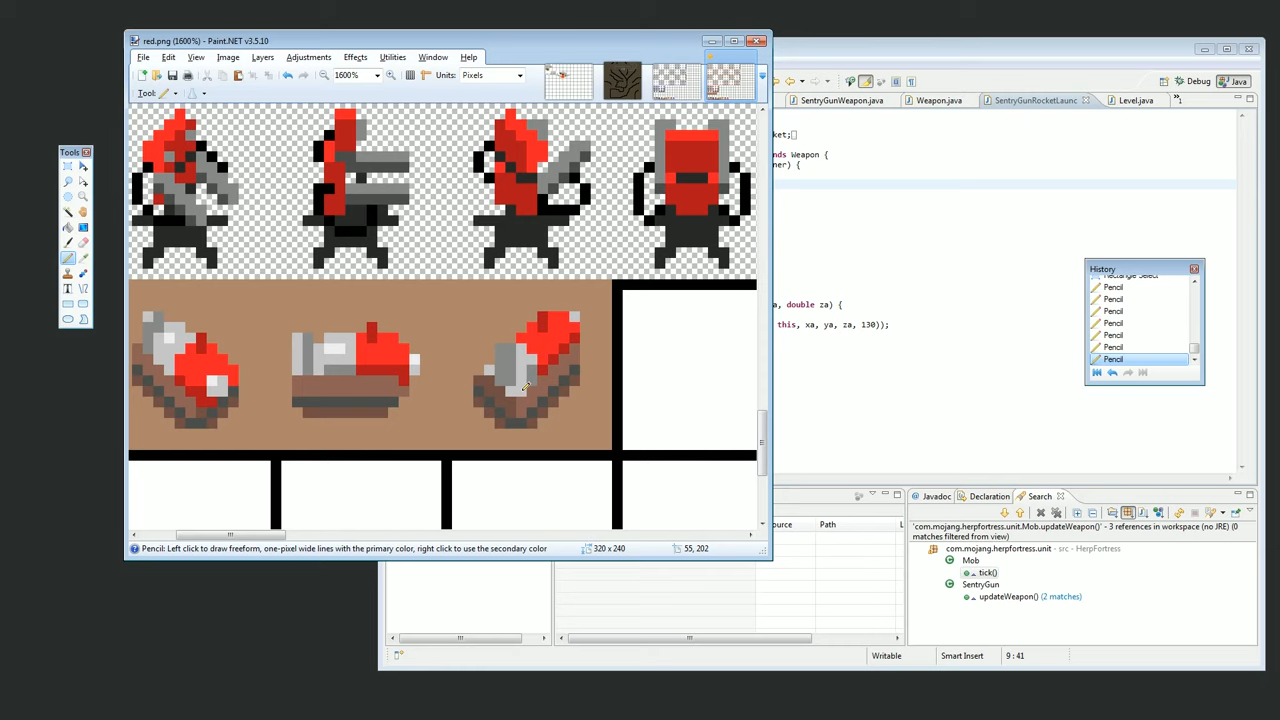 red.png (1600%) - Paint.NET v3.5.10
File Edit View Image Layers Adjustments Effects Utilities Window Help
1600% Units: Pixels
Tool:
Tools
Debug Java
SentryGunWeapon.java Weapon.java SentryGunRocketLaunc Level.java »1
ket;
nds Weapon {
ner) {
a, double za) {
this, xa, ya, za, 130));
History
Rectangle Select
Pencil
Pencil
Pencil
Pencil
Pencil
Pencil
Pencil
Pencil: Left click to draw freeform, one-pixel wide lines with the primary color, right click to use the secondary color 320 x 240 55, 202
Javadoc Declaration Search
'com.mojang.herpfortress.unit.Mob.updateWeapon()' - 3 references in workspace (no JRE) (0
matches filtered from view)
com.mojang.herpfortress.unit - src - HerpFortress
Mob
tick()
SentryGun
updateWeapon() (2 matches)
Path
Writable Smart Insert 9 : 41